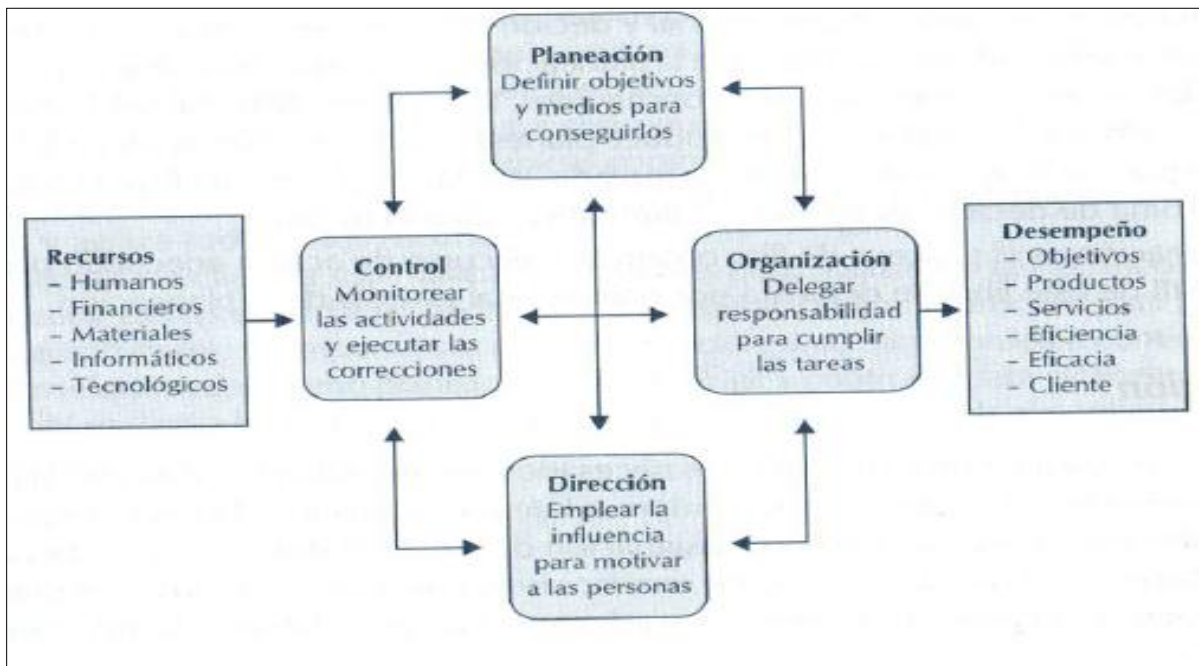 Planeación
Definir objetivos
y medios para
conseguirlos
Recursos
– Humanos
– Financieros
– Materiales
– Informáticos
– Tecnológicos
Control
Monitorear
las actividades
y ejecutar las
correcciones
Organización
Delegar
responsabilidad
para cumplir
las tareas
Desempeño
– Objetivos
– Productos
– Servicios
– Eficiencia
– Eficacia
– Cliente
Dirección
Emplear la
influencia
para motivar
a las personas